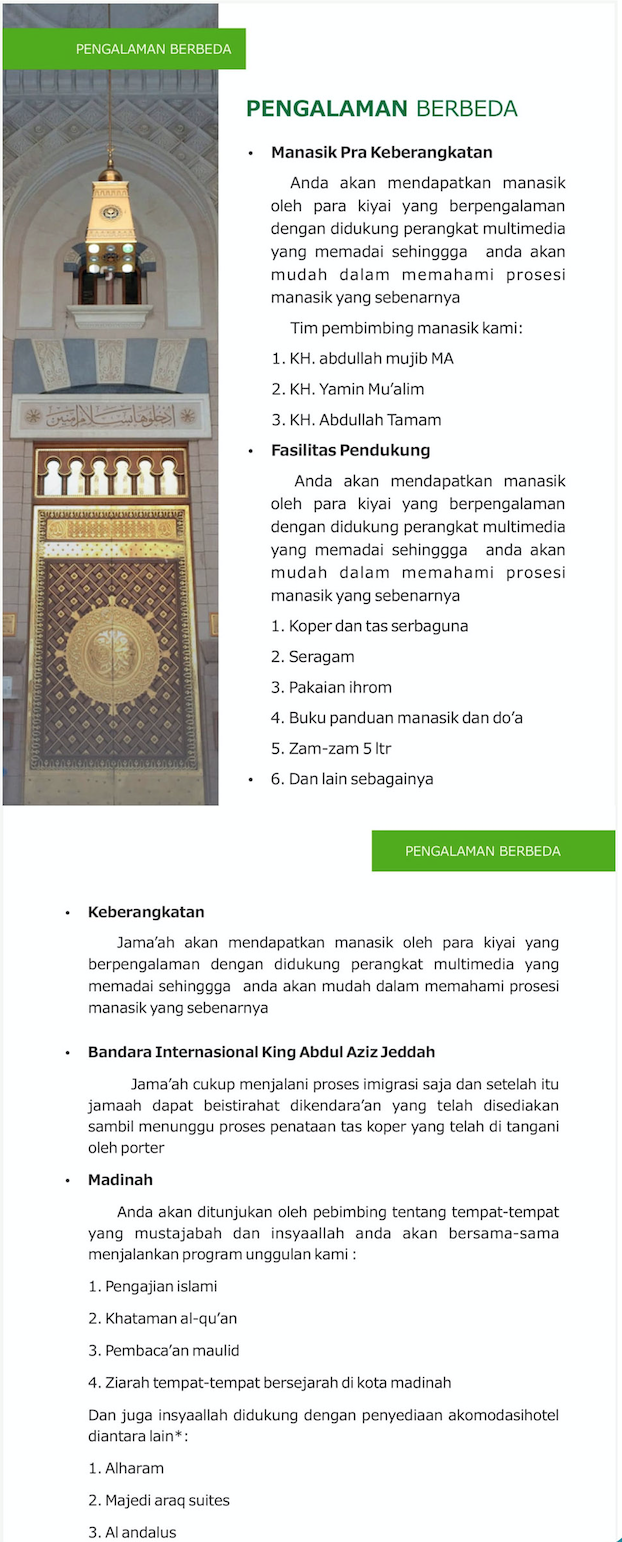 PENGALAMAN BERBEDA
PENGALAMAN BERBEDA
• Manasik Pra Keberangkatan
Anda akan mendapatkan manasik
oleh para kiyai yang berpengalaman
dengan didukung perangkat multimedia
yang memadai sehinggga anda akan
mudah dalam memahami prosesi
manasik yang sebenarnya
Tim pembimbing manasik kami:
1. KH. abdullah mujib MA
2. KH. Yamin Mu’alim
3. KH. Abdullah Tamam
• Fasilitas Pendukung
Anda akan mendapatkan manasik
oleh para kiyai yang berpengalaman
dengan didukung perangkat multimedia
yang memadai sehinggga anda akan
mudah dalam memahami prosesi
manasik yang sebenarnya
1. Koper dan tas serbaguna
2. Seragam
3. Pakaian ihrom
4. Buku panduan manasik dan do’a
5. Zam-zam 5 ltr
• 6. Dan lain sebagainya
ادخلوها بسلام آمنين
PENGALAMAN BERBEDA
• Keberangkatan
Jama’ah akan mendapatkan manasik oleh para kiyai yang
berpengalaman dengan didukung perangkat multimedia yang
memadai sehinggga anda akan mudah dalam memahami prosesi
manasik yang sebenarnya
• Bandara Internasional King Abdul Aziz Jeddah
Jama’ah cukup menjalani proses imigrasi saja dan setelah itu
jamaah dapat beistirahat dikendara’an yang telah disediakan
sambil menunggu proses penataan tas koper yang telah di tangani
oleh porter
• Madinah
Anda akan ditunjukan oleh pebimbing tentang tempat-tempat
yang mustajabah dan insyaallah anda akan bersama-sama
menjalankan program unggulan kami :
1. Pengajian islami
2. Khataman al-qu’an
3. Pembaca’an maulid
4. Ziarah tempat-tempat bersejarah di kota madinah
Dan juga insyaallah didukung dengan penyediaan akomodasihotel
diantara lain*:
1. Alharam
2. Majedi araq suites
3. Al andalus